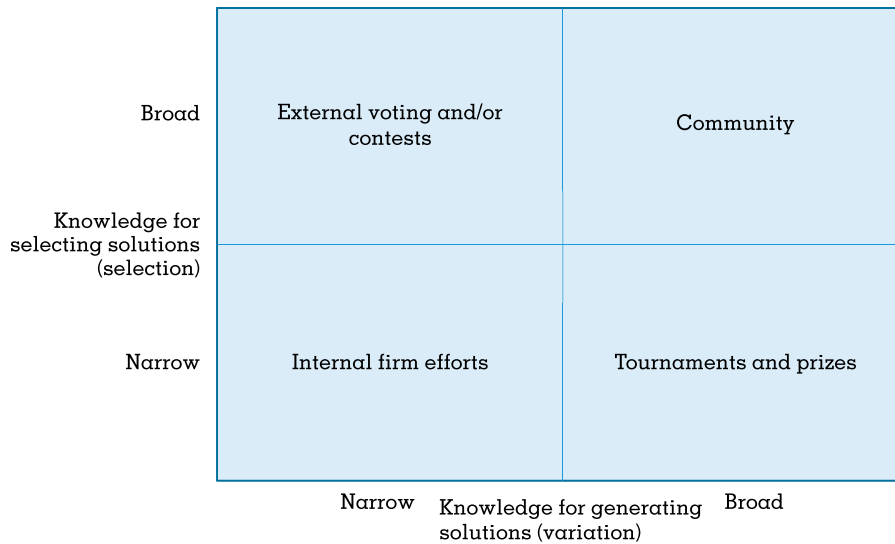 Broad
External voting and/or
contests
Community
Knowledge for
selecting solutions
(selection)
Narrow
Internal firm efforts
Tournaments and prizes
Narrow
Knowledge for generating
solutions (variation)
Broad